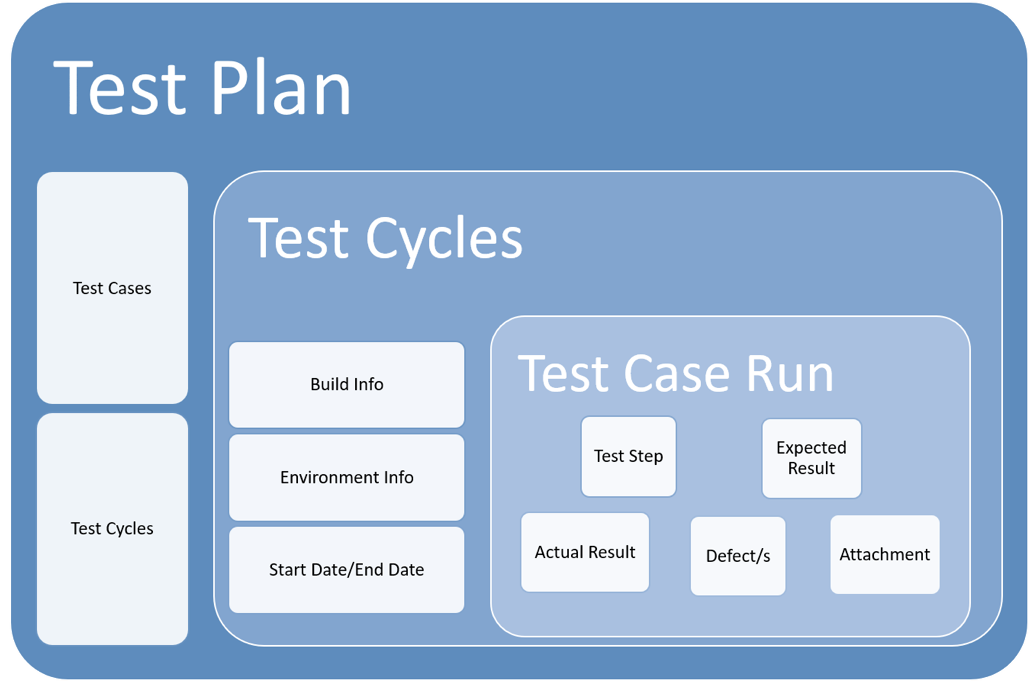 Test Plan
Test Cases
Test Cycles
Test Cycles
Build Info
Environment Info
Start Date/End Date
Test Case Run
Test Step
Expected
Result
Actual Result
Defect/s
Attachment